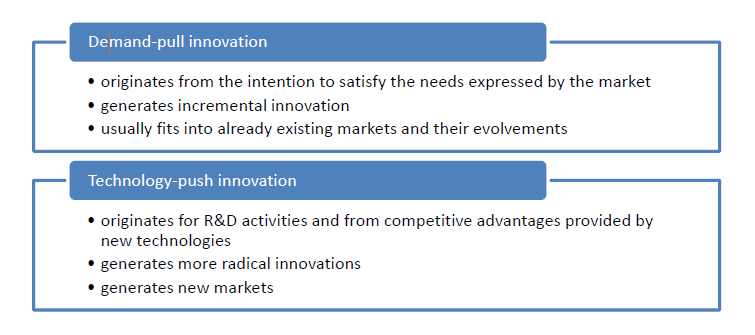 Demand-pull innovation
• originates from the intention to satisfy the needs expressed by the market
• generates incremental innovation
• usually fits into already existing markets and their evolvements
Technology-push innovation
• originates for R&D activities and from competitive advantages provided by
new technologies
• generates more radical innovations
• generates new markets